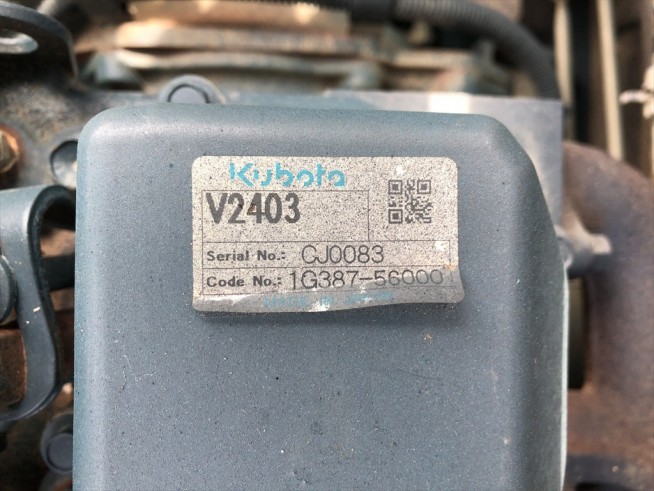 Kubota
V2403
Serial No.: CJ0083
Code No.: 1G387-56000